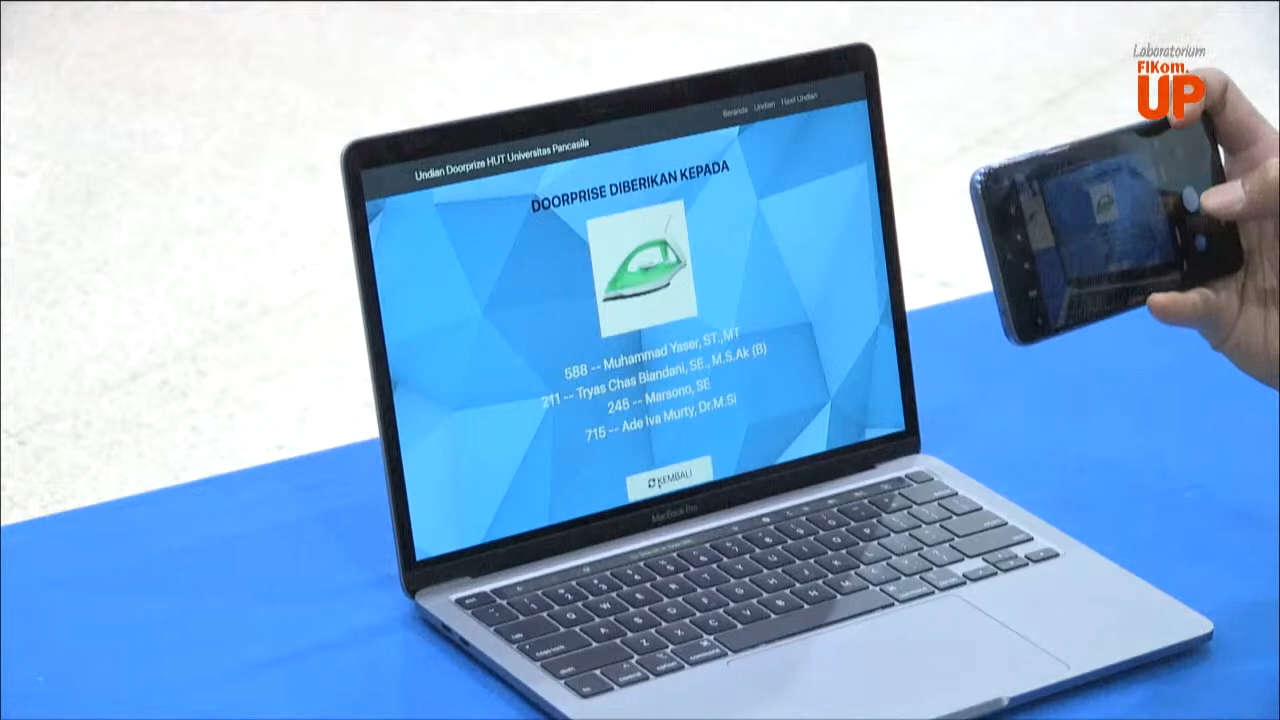 Laboratorium
FIKom.
UP
Beranda Undian Hasil Undian
Undian Doorprize HUT Universitas Pancasila
DOORPRISE DIBERIKAN KEPADA
588 -- Muhammad Yaser, ST.,MT
211 -- Tryas Chas Biandani, SE., M.S.Ak (B)
245 -- Marsono, SE
715 -- Ade Iva Murty, Dr.M.Si
KEMBALI
MacBook Pro